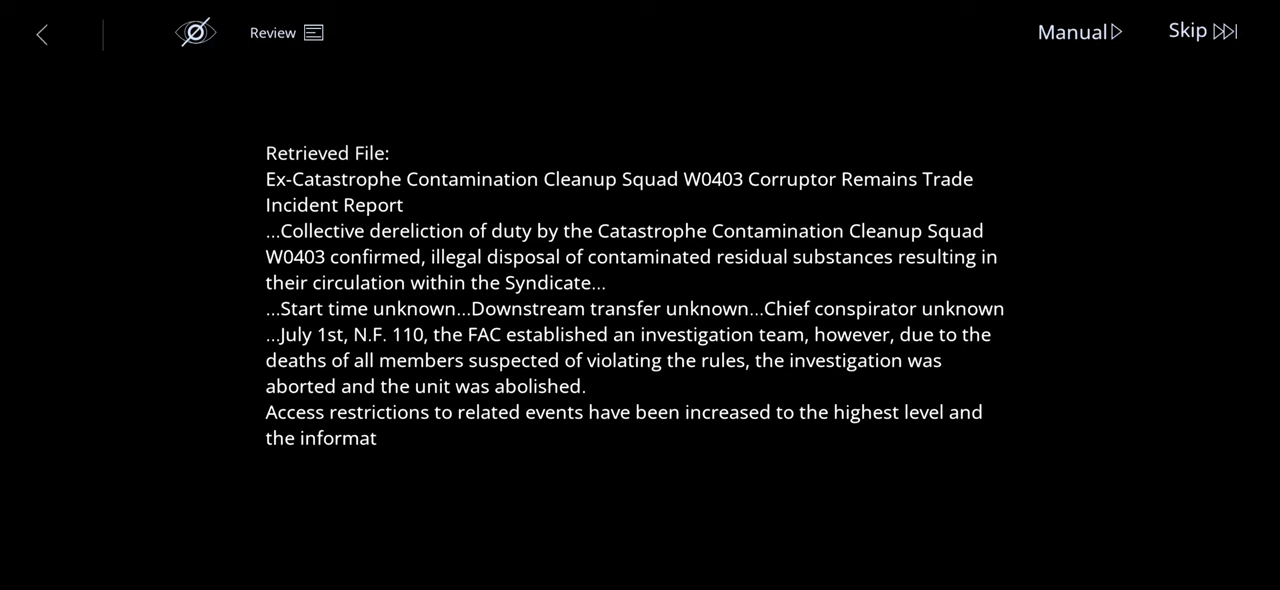 Review
Manual
Skip
Retrieved File:
Ex-Catastrophe Contamination Cleanup Squad W0403 Corruptor Remains Trade
Incident Report
...Collective dereliction of duty by the Catastrophe Contamination Cleanup Squad
W0403 confirmed, illegal disposal of contaminated residual substances resulting in
their circulation within the Syndicate...
...Start time unknown...Downstream transfer unknown...Chief conspirator unknown
...July 1st, N.F. 110, the FAC established an investigation team, however, due to the
deaths of all members suspected of violating the rules, the investigation was
aborted and the unit was abolished.
Access restrictions to related events have been increased to the highest level and
the informat